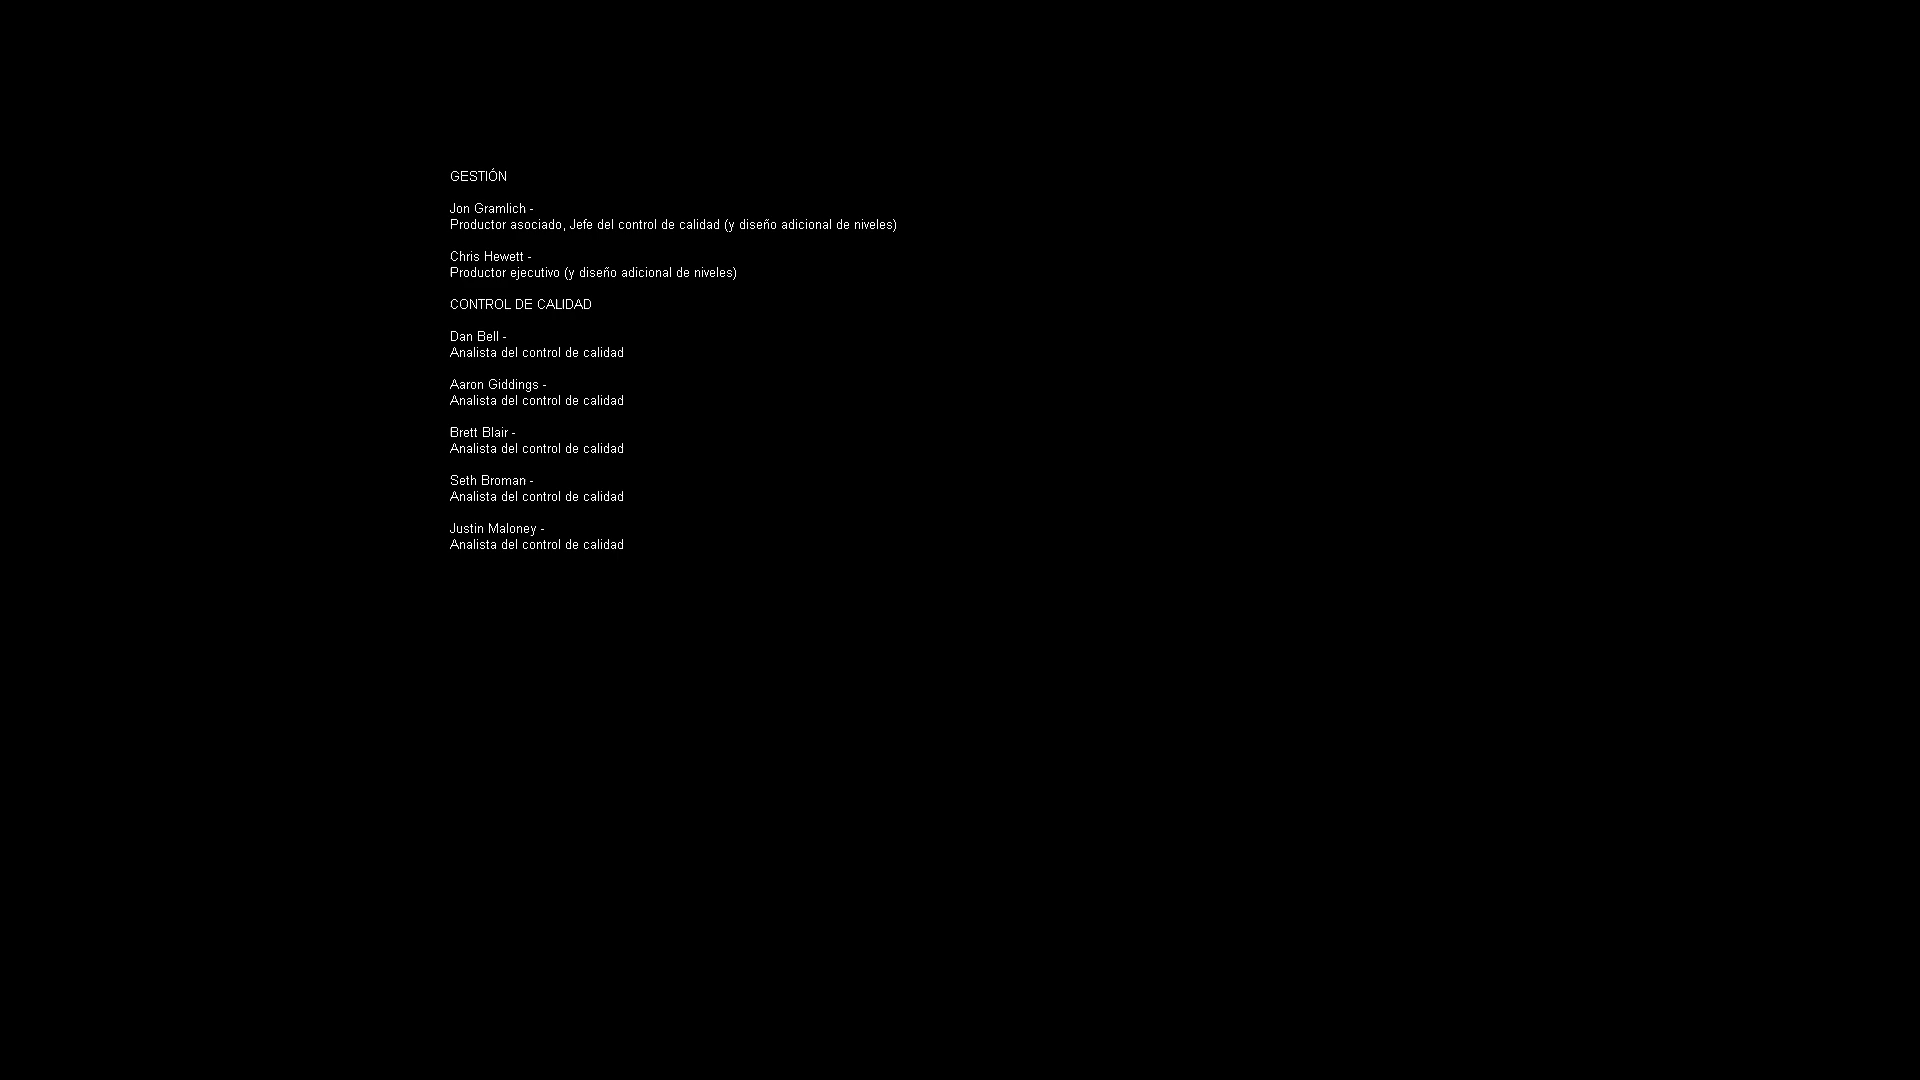 GESTIÓN
Jon Gramlich -
Productor asociado, Jefe del control de calidad (y diseño adicional de niveles)
Chris Hewett -
Productor ejecutivo (y diseño adicional de niveles)
CONTROL DE CALIDAD
Dan Bell -
Analista del control de calidad
Aaron Giddings -
Analista del control de calidad
Brett Blair -
Analista del control de calidad
Seth Broman -
Analista del control de calidad
Justin Maloney -
Analista del control de calidad